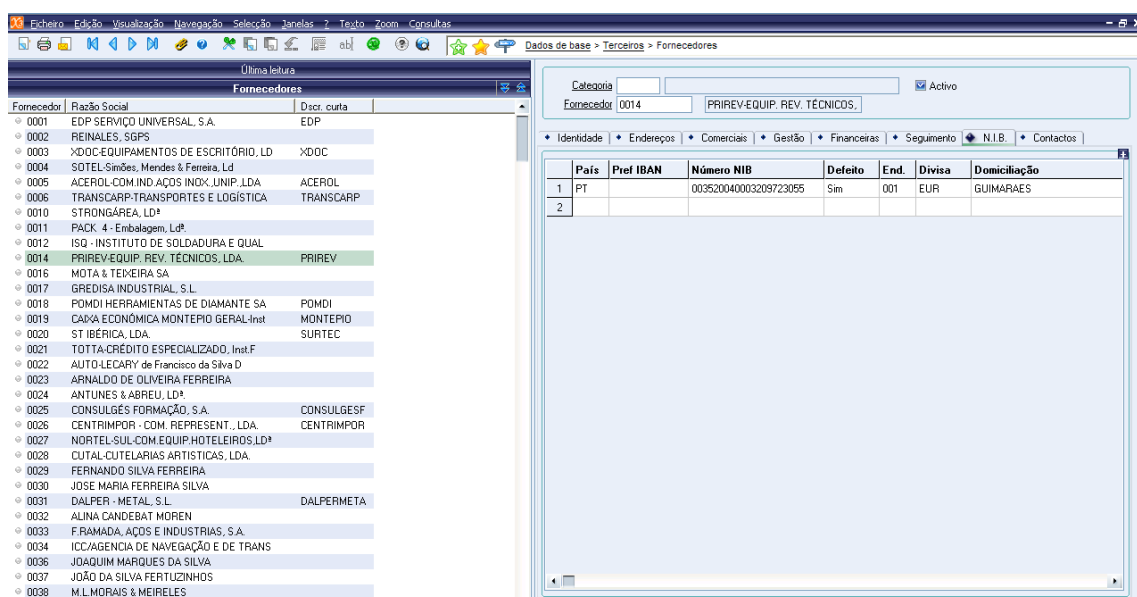 Ficheiro Edição Visualização Navegação Selecção Janelas ? Texto Zoom Consultas
Dados de base > Terceiros > Fornecedores
Última leitura
Fornecedores
Fornecedor Razão Social Dscr. curta
0001 EDP SERVIÇO UNIVERSAL, S.A. EDP
0002 REINALES, SGPS
0003 XDOC-EQUIPAMENTOS DE ESCRITÓRIO, LD XDOC
0004 SOTEL-Simões, Mendes & Ferreira, Ld
0005 ACEROL-COM.IND.AÇOS INOX.,UNIP.,LDA ACEROL
0006 TRANSCARP-TRANSPORTES E LOGÍSTICA TRANSCARP
0010 STRONGÁREA, LDª
0011 PACK 4 - Embalagem, Ldª.
0012 ISQ - INSTITUTO DE SOLDADURA E QUAL
0014 PRIREV-EQUIP. REV. TÉCNICOS, LDA. PRIREV
0016 MOTA & TEIXEIRA SA
0017 GREDISA INDUSTRIAL, S.L.
0018 POMDI HERRAMIENTAS DE DIAMANTE SA POMDI
0019 CAIXA ECONÓMICA MONTEPIO GERAL-Inst MONTEPIO
0020 ST IBÉRICA, LDA. SURTEC
0021 TOTTA-CRÉDITO ESPECIALIZADO, Inst.F
0022 AUTO-LECARY de Francisco da Silva D
0023 ARNALDO DE OLIVEIRA FERREIRA
0024 ANTUNES & ABREU, LDª.
0025 CONSULGÉS FORMAÇÃO, S.A. CONSULGESF
0026 CENTRIMPOR - COM. REPRESENT., LDA. CENTRIMPOR
0027 NORTEL-SUL-COM.EQUIP.HOTELEIROS,LDª
0028 CUTAL-CUTELARIAS ARTISTICAS, LDA.
0029 FERNANDO SILVA FERREIRA
0030 JOSE MARIA FERREIRA SILVA
0031 DALPER - METAL, S.L. DALPERMETA
0032 ALINA CANDEBAT MOREN
0033 F.RAMADA, AÇOS E INDUSTRIAS, S.A.
0034 ICC/AGENCIA DE NAVEGAÇÃO E DE TRANS
0036 JOAQUIM MARQUES DA SILVA
0037 JOÃO DA SILVA FERTUZINHOS
0038 M.L.MORAIS & MEIRELES
Categoria Activo
Fornecedor 0014 PRIREV-EQUIP. REV. TÉCNICOS,
Identidade Endereços Comerciais Gestão Financeiras Seguimento N.I.B. Contactos
País Pref IBAN Número NIB Defeito End. Divisa Domiciliação
1 PT 003520040003209723055 Sim 001 EUR GUIMARAES
2